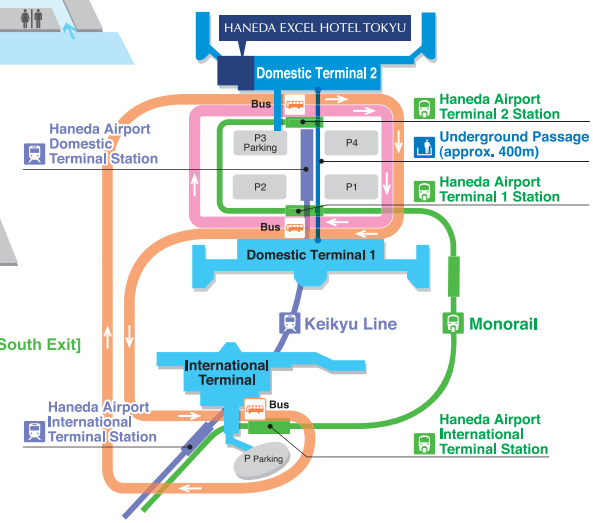 HANEDA EXCEL HOTEL TOKYU
Domestic Terminal 2
Bus
Haneda Airport
Terminal 2 Station
Haneda Airport
Domestic
Terminal Station
P3
Parking
P4
Underground Passage
(approx. 400m)
P2
P1
Haneda Airport
Terminal 1 Station
Bus
Domestic Terminal 1
Keikyu Line
Monorail
South Exit]
International
Terminal
Haneda Airport
International
Terminal Station
Bus
Haneda Airport
International
Terminal Station
P Parking